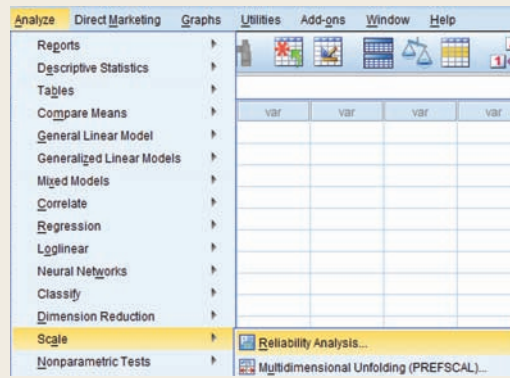 Analyze Direct Marketing Graphs Utilities Add-ons Window Help
Reports
Descriptive Statistics
Tables
Compare Means
var var var var
General Linear Model
Generalized Linear Models
Mixed Models
Correlate
Regression
Loglinear
Neural Networks
Classify
Dimension Reduction
Scale
Reliability Analysis...
Nonparametric Tests
Multidimensional Unfolding (PREFSCAL)...